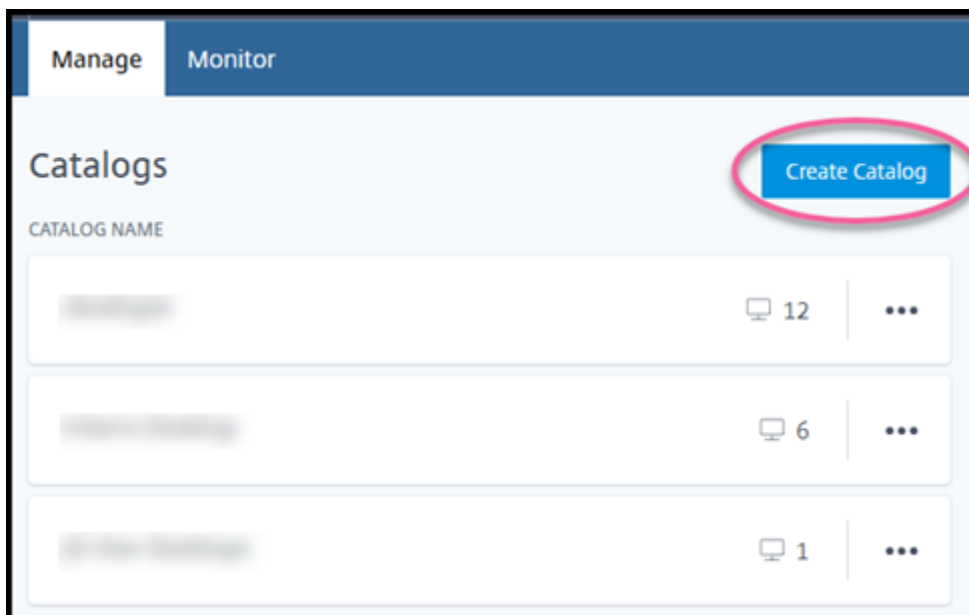 Manage Monitor
Catalogs
Create Catalog
CATALOG NAME
12
6
1